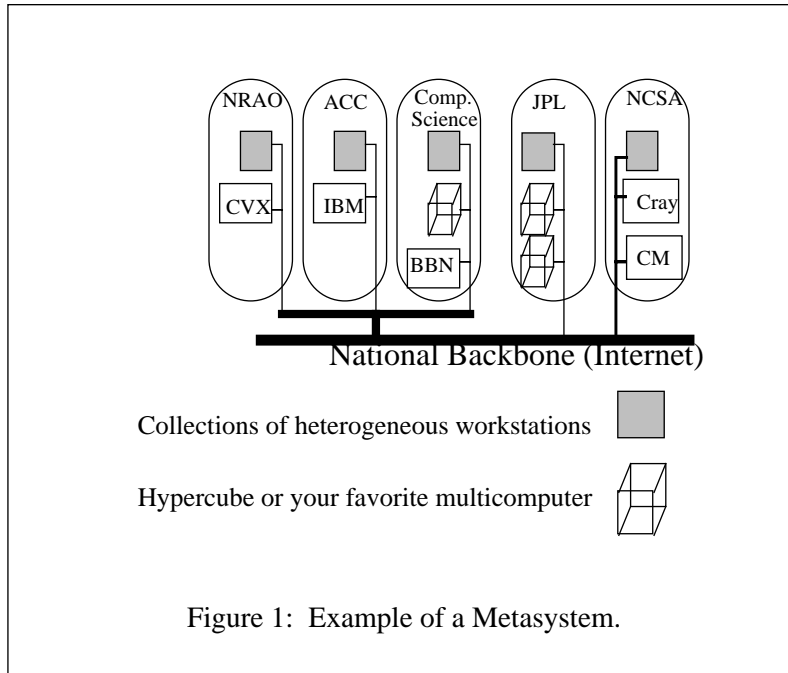 NRAO
ACC
Comp.
Science
JPL
NCSA
CVX
IBM
Cray
BBN
CM
National Backbone (Internet)
Collections of heterogeneous workstations
Hypercube or your favorite multicomputer
Figure 1: Example of a Metasystem.